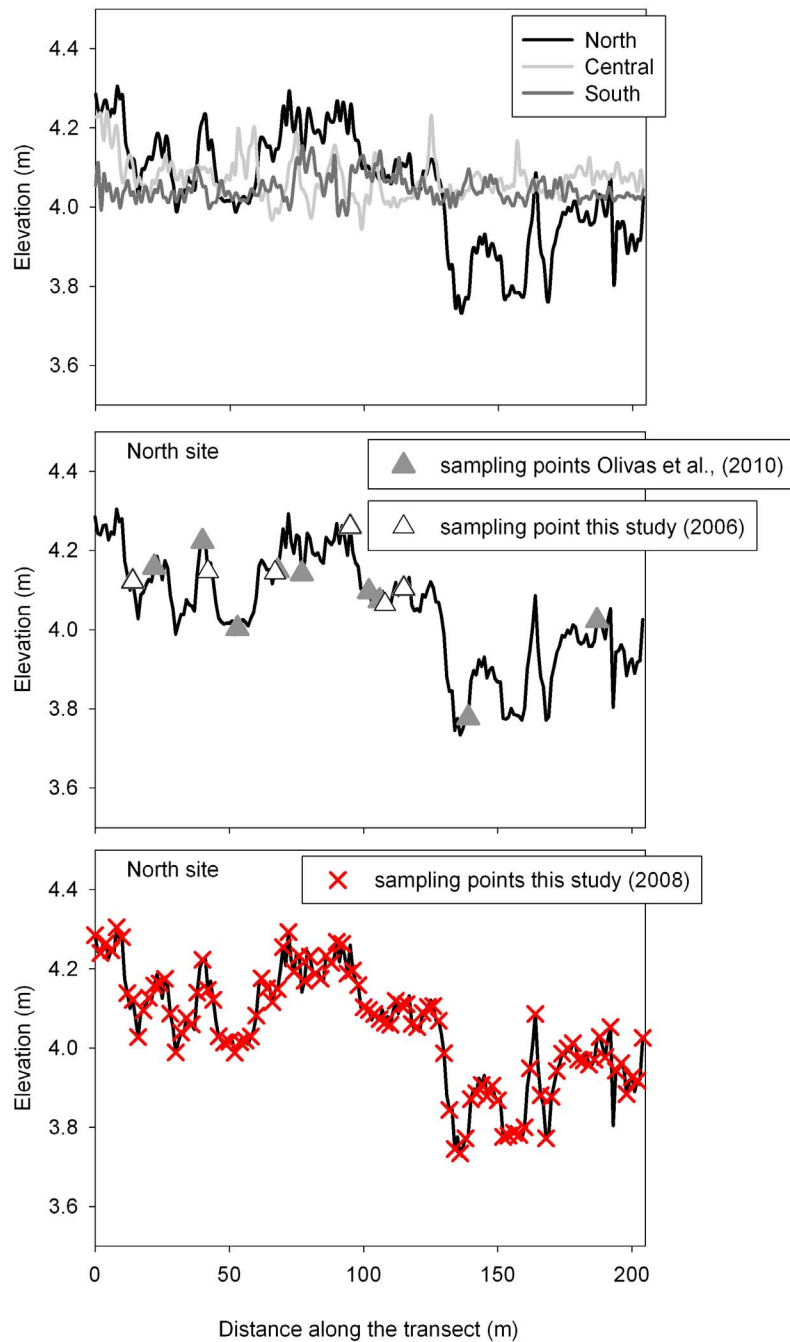 North
Central
South
4.4
4.2
4.0
3.8
3.6
Elevation (m)
North site
sampling points Olivas et al., (2010)
sampling point this study (2006)
4.4
4.2
4.0
3.8
3.6
Elevation (m)
North site
sampling points this study (2008)
4.4
4.2
4.0
3.8
3.6
Elevation (m)
0 50 100 150 200
Distance along the transect (m)